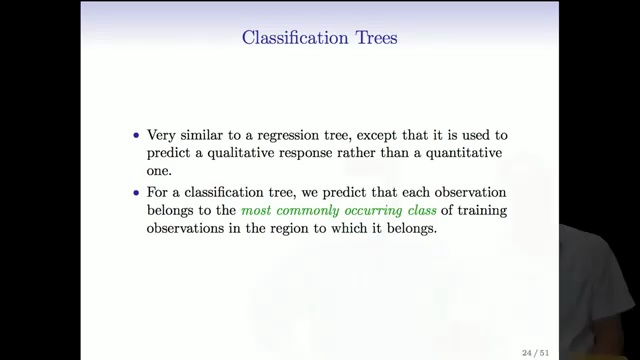 Classification Trees
• Very similar to a regression tree, except that it is used to
predict a qualitative response rather than a quantitative
one.
• For a classification tree, we predict that each observation
belongs to the most commonly occurring class of training
observations in the region to which it belongs.
24 / 51